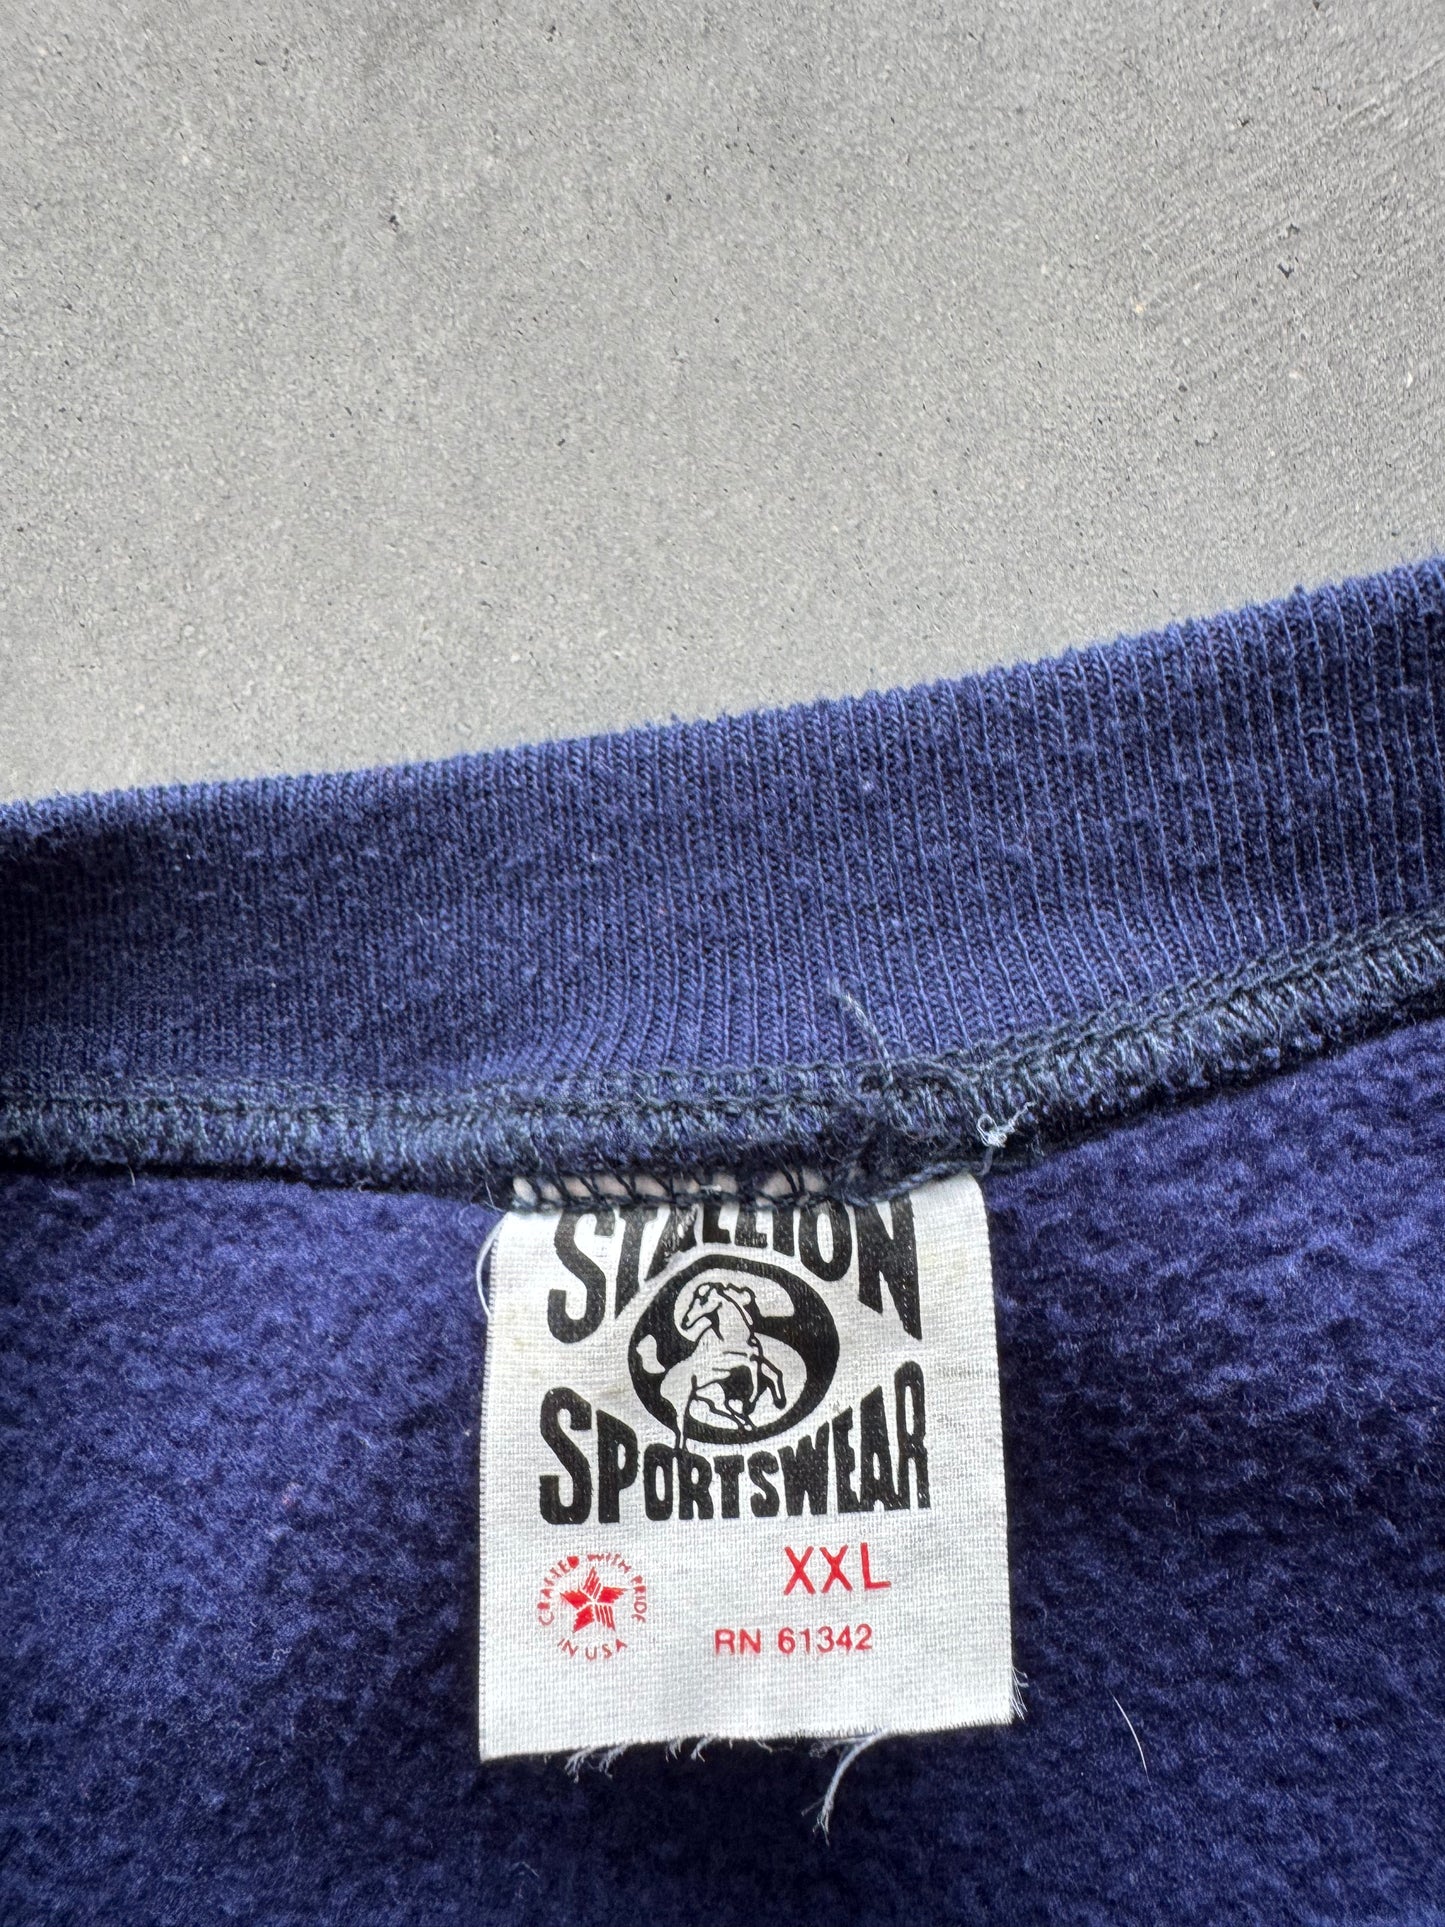 STALLION
SPORTSWEAR
XXL
CRAFTED WITH PRIDE
IN USA
RN 61342